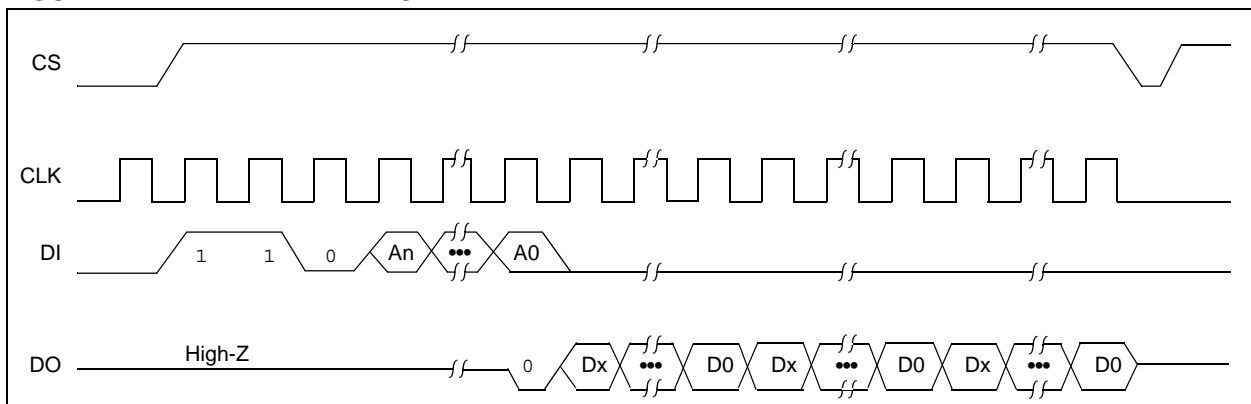 CS
CLK
DI 1 1 0 An ••• A0
High-Z
DO 0 Dx ••• D0 Dx ••• D0 Dx ••• D0